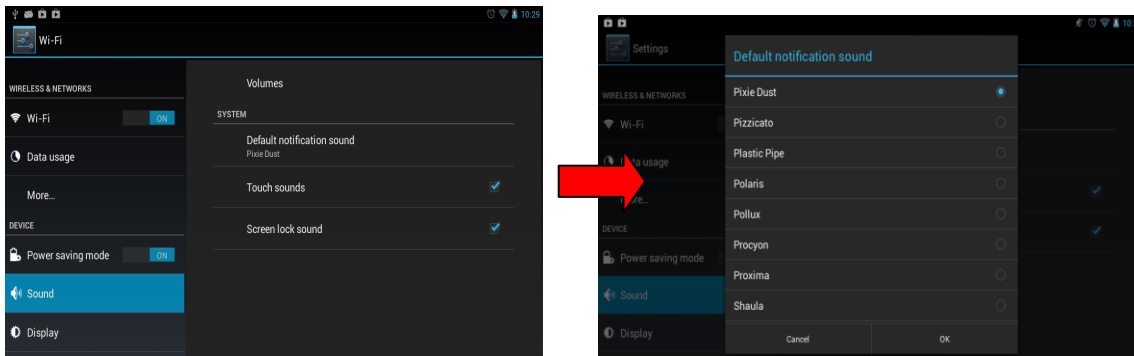 10:29
Wi-Fi
WIRELESS & NETWORKS
Wi-Fi
ON
Data usage
More...
DEVICE
Power saving mode
ON
Sound
Display
Volumes
SYSTEM
Default notification sound
Pixie Dust
Touch sounds
Screen lock sound
10:
Settings
WIRELESS & NETWORKS
Wi-Fi
Data usage
DEVICE
Power saving mode
Sound
Display
Default notification sound
Pixie Dust
Pizzicato
Plastic Pipe
Polaris
Pollux
Procyon
Proxima
Shaula
Cancel
OK